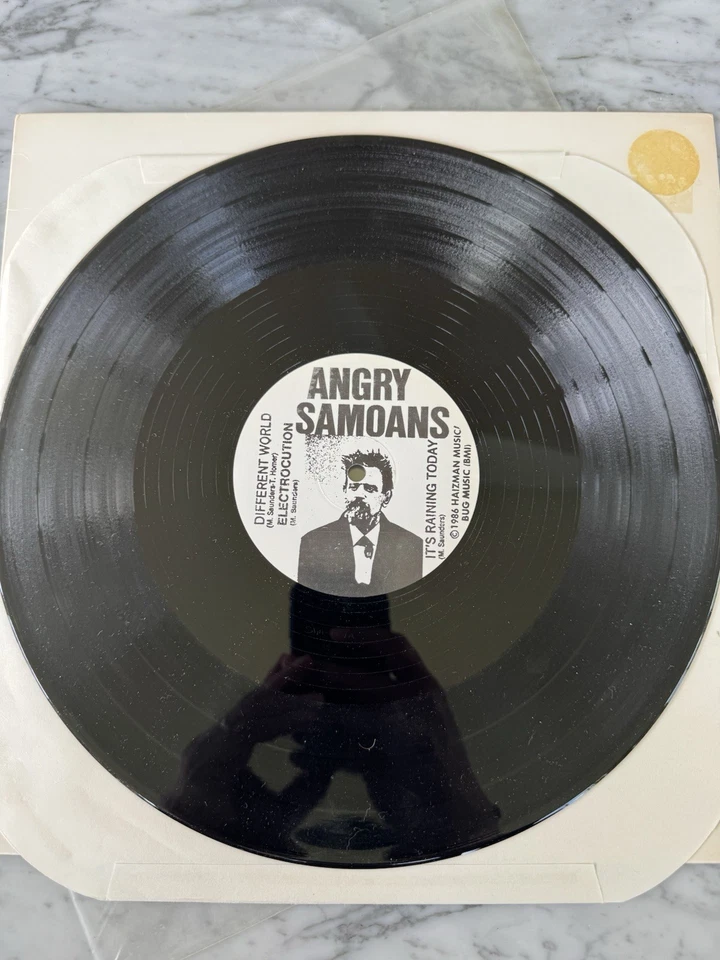 ANGRY
SAMOANS
DIFFERENT WORLD
(M. Saunders-T. Homer)
ELECTROCUTION
(M. Saunders)
IT'S RAINING TODAY
(M. Saunders)
© 1986 HAIZMAN MUSIC/
BUG MUSIC (BMI)